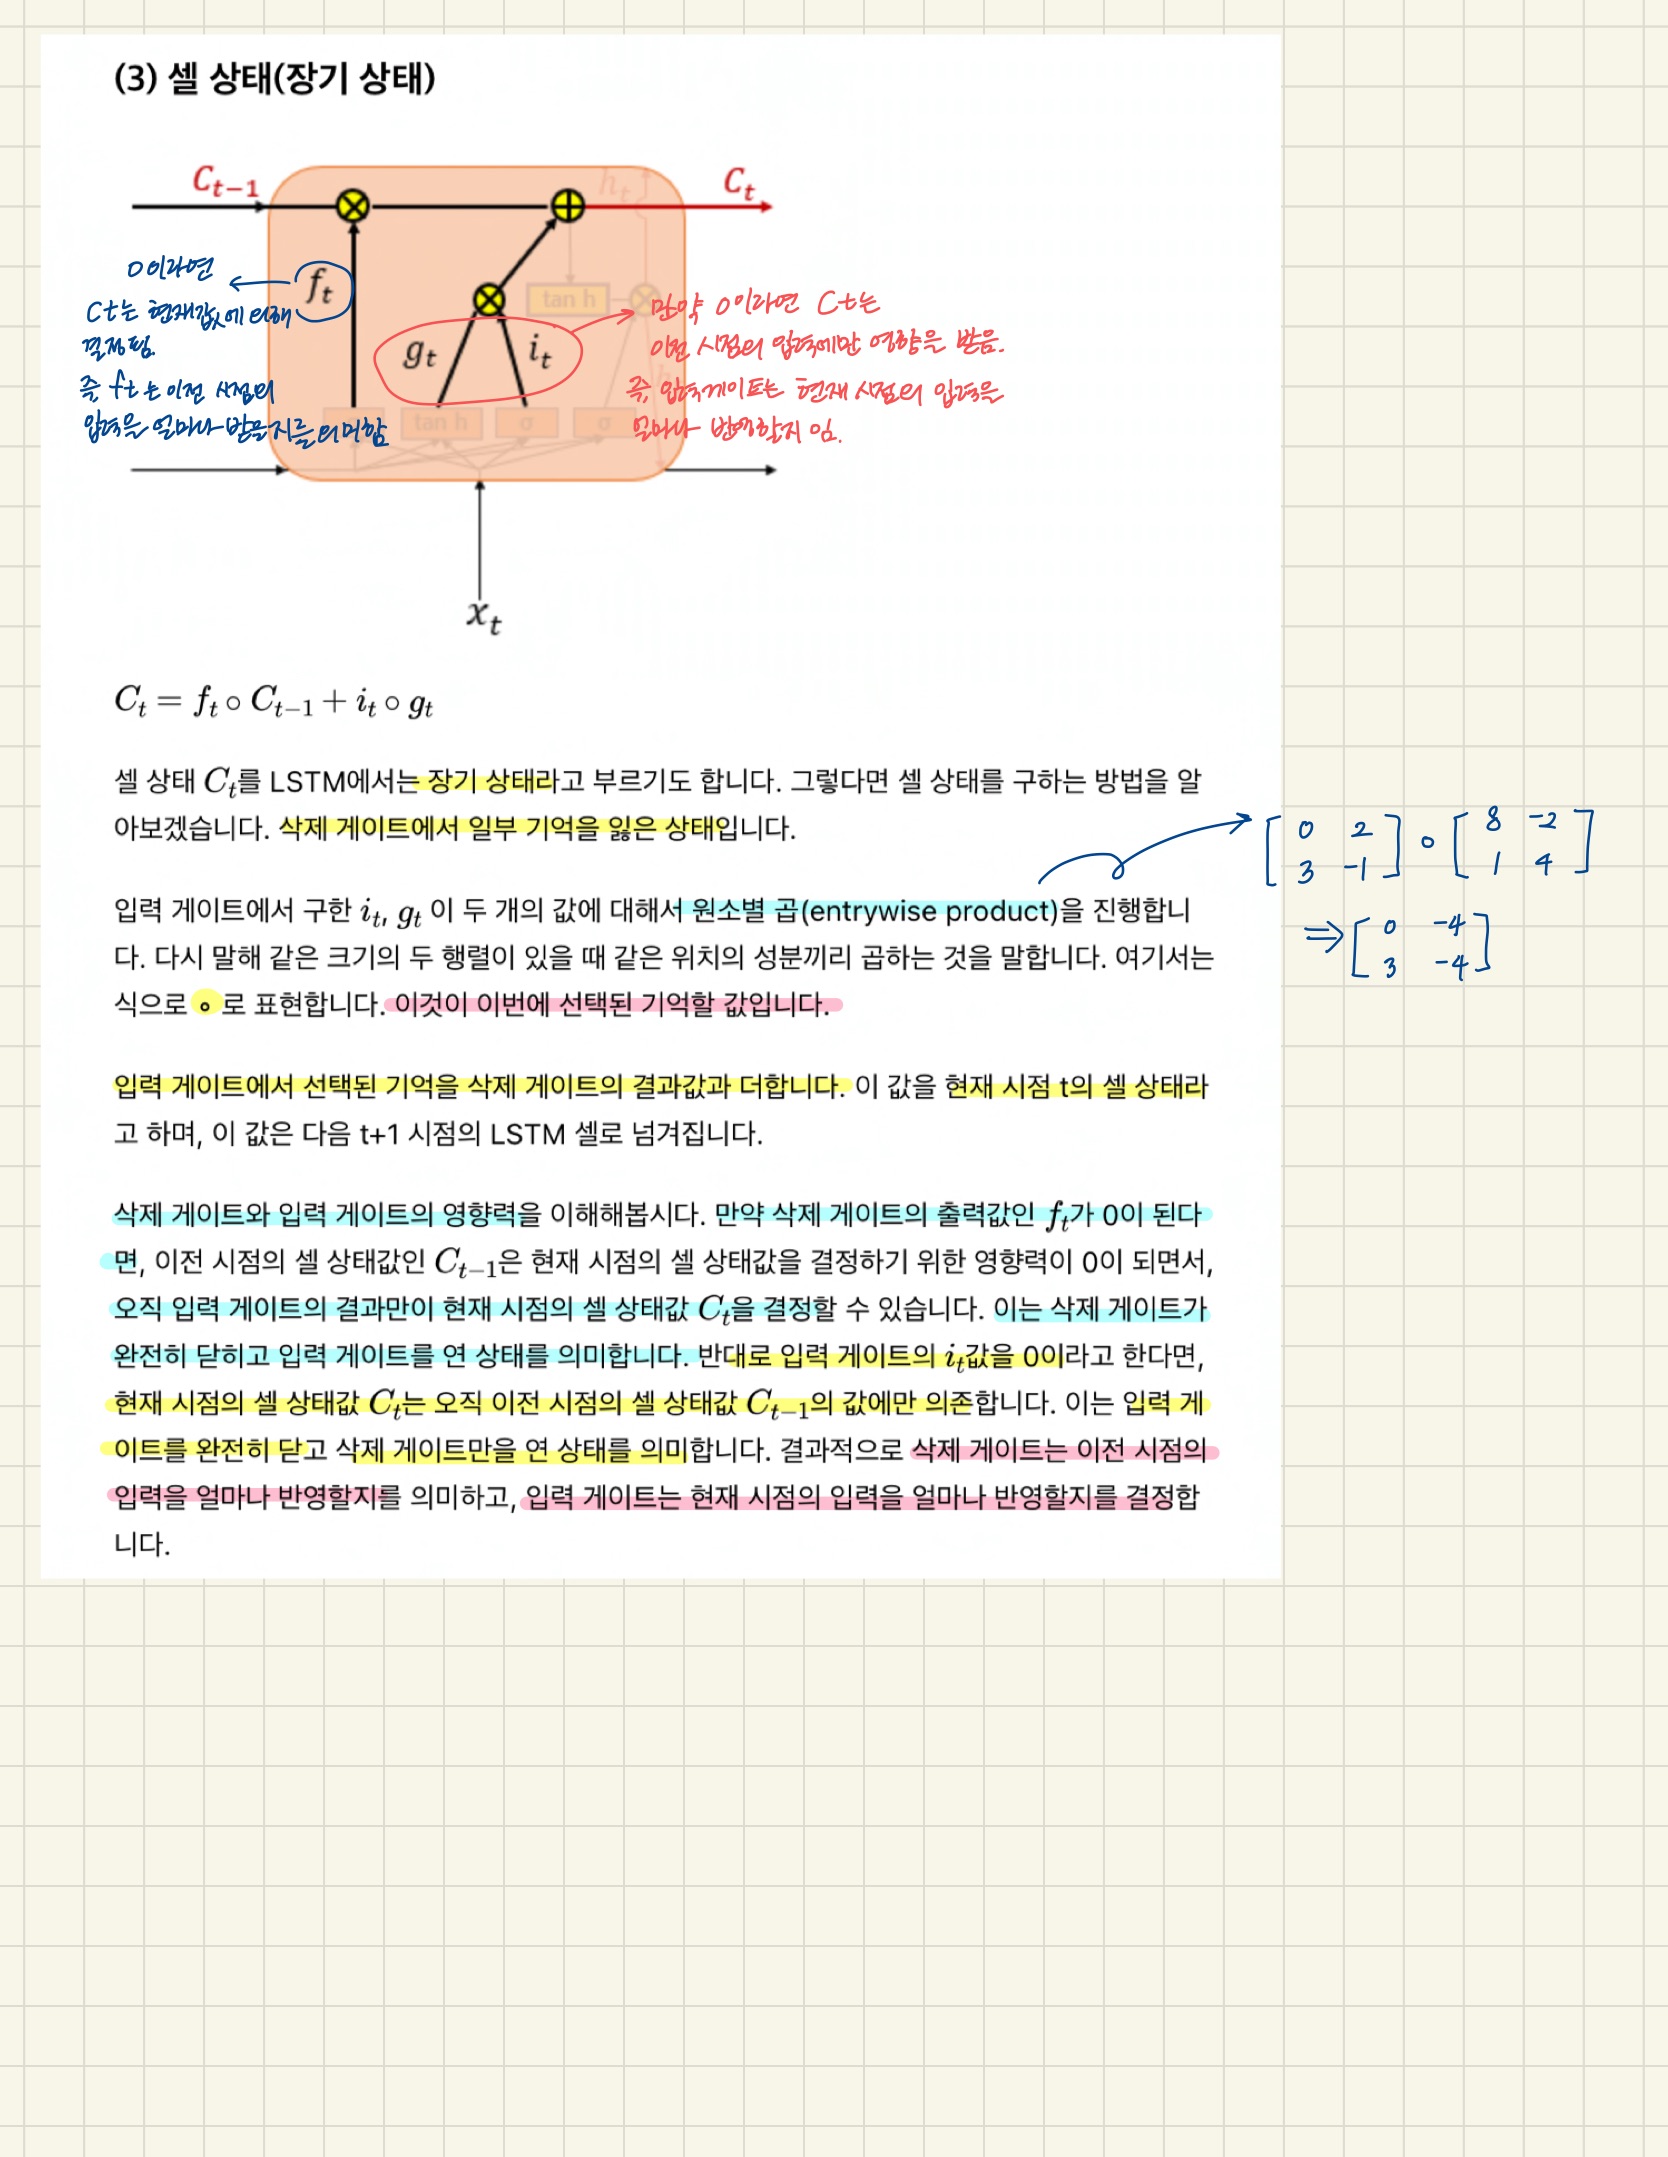 (3) 셀 상태(장기 상태)
C_{t-1}
h_t
C_t
0이라면
f_t
Ct는 현재값에 의해
결정됨.
즉 ft는 이전 시점의
입력을 얼마나 받을지를 의미함
g_t
i_t
tan h
만약 0이라면 Ct는
이전 시점의 입력에만 영향을 받음.
즉, 입력게이트는 현재 시점의 입력을
얼마나 반영할지 임.
tan h
σ
σ
x_t
C_t = f_t ∘ C_{t-1} + i_t ∘ g_t
셀 상태 C_t를 LSTM에서는 장기 상태라고 부르기도 합니다. 그렇다면 셀 상태를 구하는 방법을 알
아보겠습니다. 삭제 게이트에서 일부 기억을 잃은 상태입니다.
입력 게이트에서 구한 i_t, g_t 이 두 개의 값에 대해서 원소별 곱(entrywise product)을 진행합니
다. 다시 말해 같은 크기의 두 행렬이 있을 때 같은 위치의 성분끼리 곱하는 것을 말합니다. 여기서는
식으로 ∘로 표현합니다. 이것이 이번에 선택된 기억할 값입니다.
[ 0 2 ] ∘ [ 8 -2 ]
[ 3 -1 ] [ 1 4 ]
⇒ [ 0 -4 ]
[ 3 -4 ]
입력 게이트에서 선택된 기억을 삭제 게이트의 결과값과 더합니다. 이 값을 현재 시점 t의 셀 상태라
고 하며, 이 값은 다음 t+1 시점의 LSTM 셀로 넘겨집니다.
삭제 게이트와 입력 게이트의 영향력을 이해해봅시다. 만약 삭제 게이트의 출력값인 f_t가 0이 된다
면, 이전 시점의 셀 상태값인 C_{t-1}은 현재 시점의 셀 상태값을 결정하기 위한 영향력이 0이 되면서,
오직 입력 게이트의 결과만이 현재 시점의 셀 상태값 C_t을 결정할 수 있습니다. 이는 삭제 게이트가
완전히 닫히고 입력 게이트를 연 상태를 의미합니다. 반대로 입력 게이트의 i_t값을 0이라고 한다면,
현재 시점의 셀 상태값 C_t는 오직 이전 시점의 셀 상태값 C_{t-1}의 값에만 의존합니다. 이는 입력 게
이트를 완전히 닫고 삭제 게이트만을 연 상태를 의미합니다. 결과적으로 삭제 게이트는 이전 시점의
입력을 얼마나 반영할지를 의미하고, 입력 게이트는 현재 시점의 입력을 얼마나 반영할지를 결정합
니다.